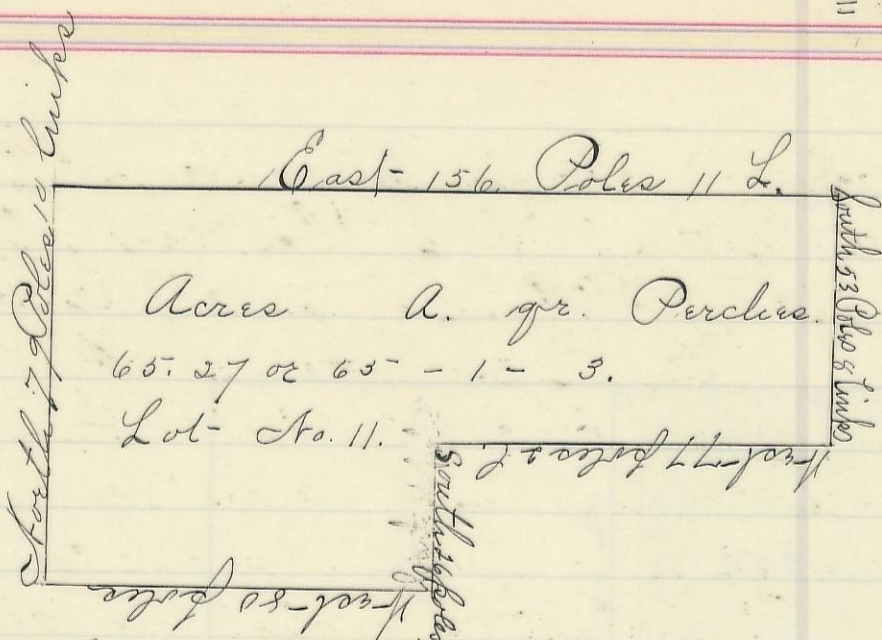 East 156 Poles 11 L.
South 53 Poles 8 links
West 77 poles 2 l.
South 26 poles
West 80 poles
North 79 Poles 10 links
Acres A. qr. Perches.
65.27 or 65 - 1 - 3.
Lot No. 11.